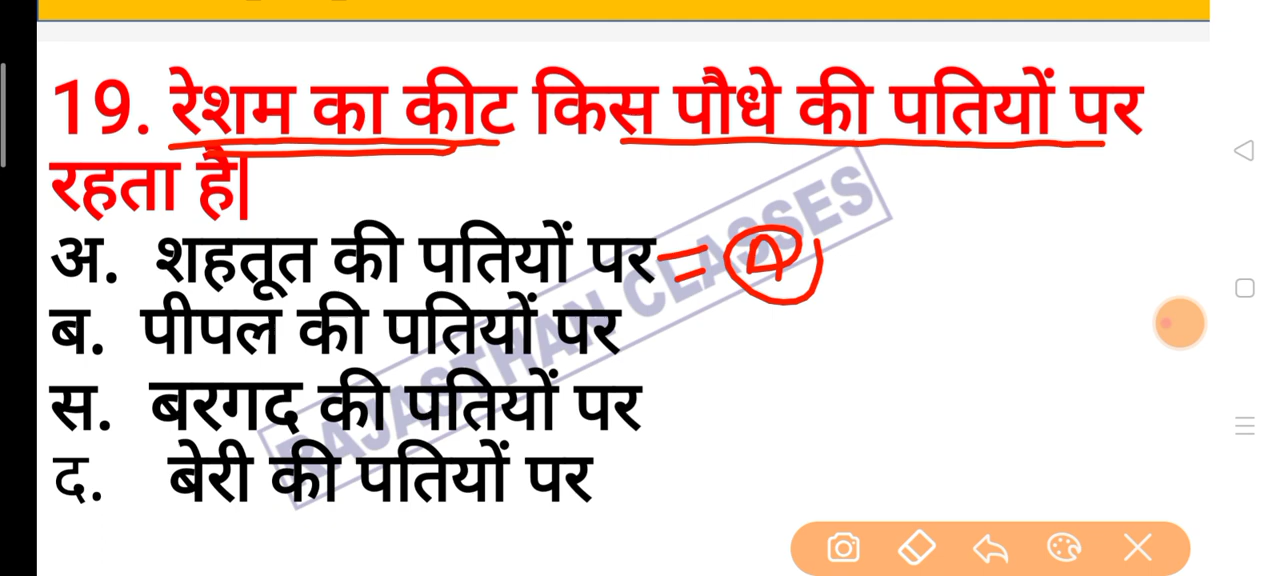 19. रेशम का कीट किस पौधे की पतियों पर
रहता है|
अ. शहतूत की पतियों पर = A
ब. पीपल की पतियों पर
स. बरगद की पतियों पर
द. बेरी की पतियों पर
RAJASTHAN CLASSES